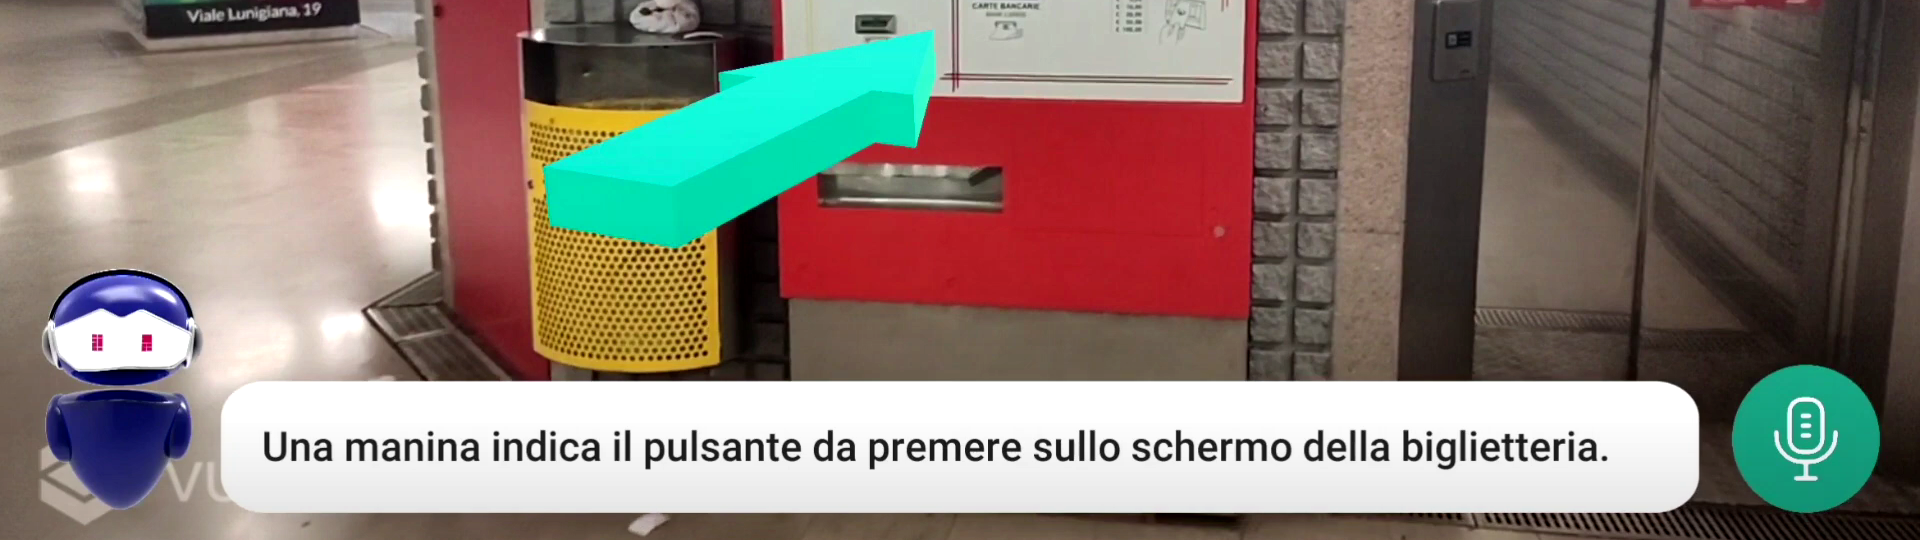 Viale Lunigiana, 19
CARTE BANCARIE
Una manina indica il pulsante da premere sullo schermo della biglietteria.
VU